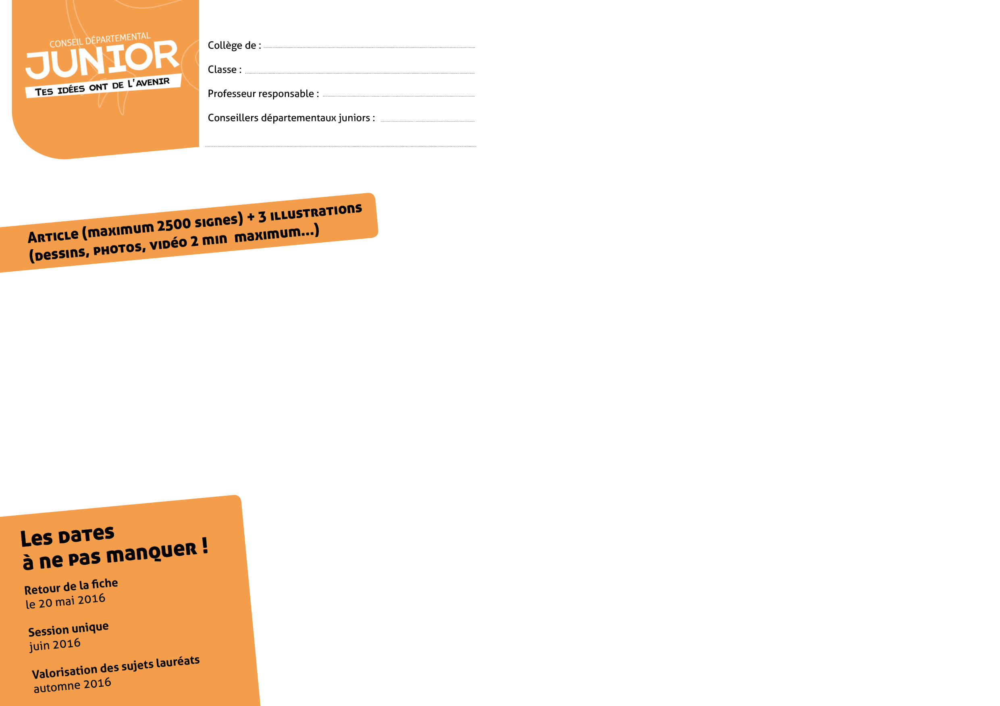 CONSEIL DÉPARTEMENTAL
JUNIOR
TES IDÉES ONT DE L'AVENIR
Collège de :
Classe :
Professeur responsable :
Conseillers départementaux juniors :
Article (maximum 2500 signes) + 3 illustrations
(dessins, photos, vidéo 2 min maximum...)
Les dates
à ne pas manquer !
Retour de la fiche
le 20 mai 2016
Session unique
juin 2016
Valorisation des sujets lauréats
automne 2016